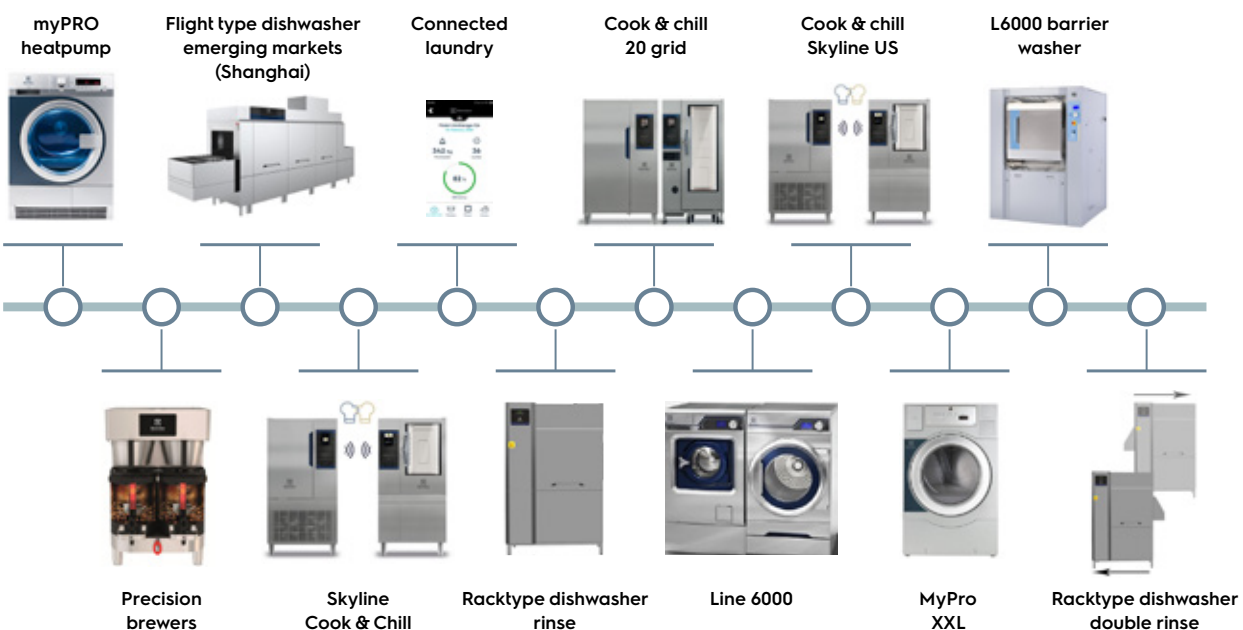 myPRO
heatpump
Flight type dishwasher
emerging markets
(Shanghai)
Connected
laundry
Cook & chill
20 grid
Cook & chill
Skyline US
L6000 barrier
washer
Precision
brewers
Skyline
Cook & Chill
Racktype dishwasher
rinse
Line 6000
MyPro
XXL
Racktype dishwasher
double rinse